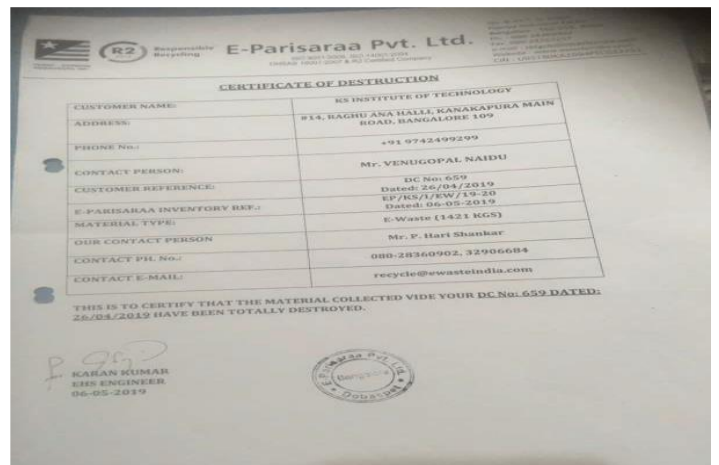 R2
Responsible
Recycling
E-Parisaraa Pvt. Ltd.
CERTIFICATE OF DESTRUCTION
CUSTOMER NAME: KS INSTITUTE OF TECHNOLOGY
ADDRESS: #14, RAGHU ANA HALLI, KANAKAPURA MAIN
ROAD, BANGALORE 109
PHONE No.: +91 9742499299
CONTACT PERSON: Mr. VENUGOPAL NAIDU
CUSTOMER REFERENCE: DC No: 659
Dated: 26/04/2019
E-PARISARAA INVENTORY REF.: EP/KS/I/EW/19-20
Dated: 06-05-2019
MATERIAL TYPE: E-Waste (1421 KGS)
OUR CONTACT PERSON Mr. P. Hari Shankar
CONTACT PH. No.: 080-28360902, 32906684
CONTACT E-MAIL: recycle@ewasteindia.com
THIS IS TO CERTIFY THAT THE MATERIAL COLLECTED VIDE YOUR DC No: 659 DATED:
26/04/2019 HAVE BEEN TOTALLY DESTROYED.
KARAN KUMAR
EHS ENGINEER
06-05-2019
E-Parisaraa Pvt. Ltd.
Dobaspet